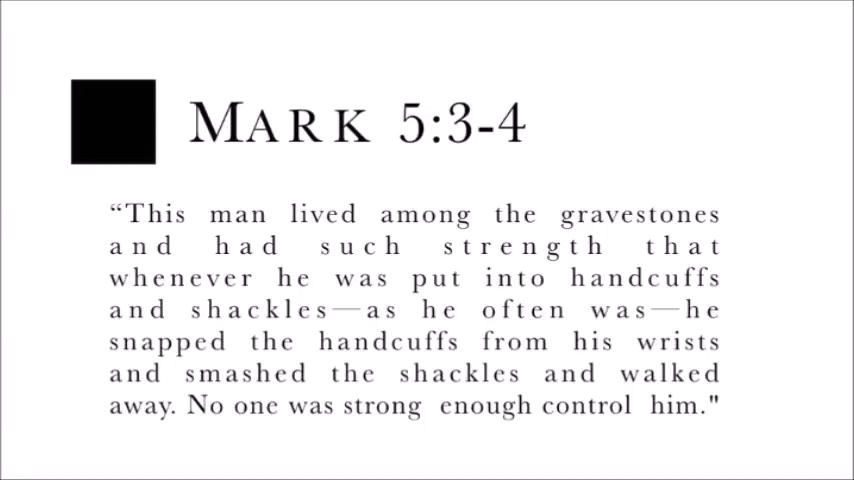 MARK 5:3-4
“This man lived among the gravestones
and had such strength that
whenever he was put into handcuffs
and shackles—as he often was—he
snapped the handcuffs from his wrists
and smashed the shackles and walked
away. No one was strong enough control him."